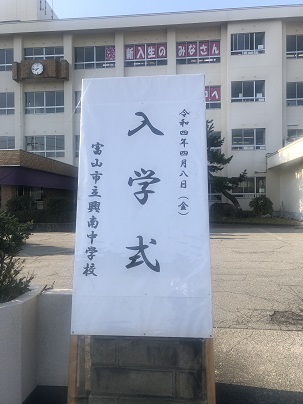 新入生のみなさん
令和四年四月八日（金）
入学式
富山市立興南中学校